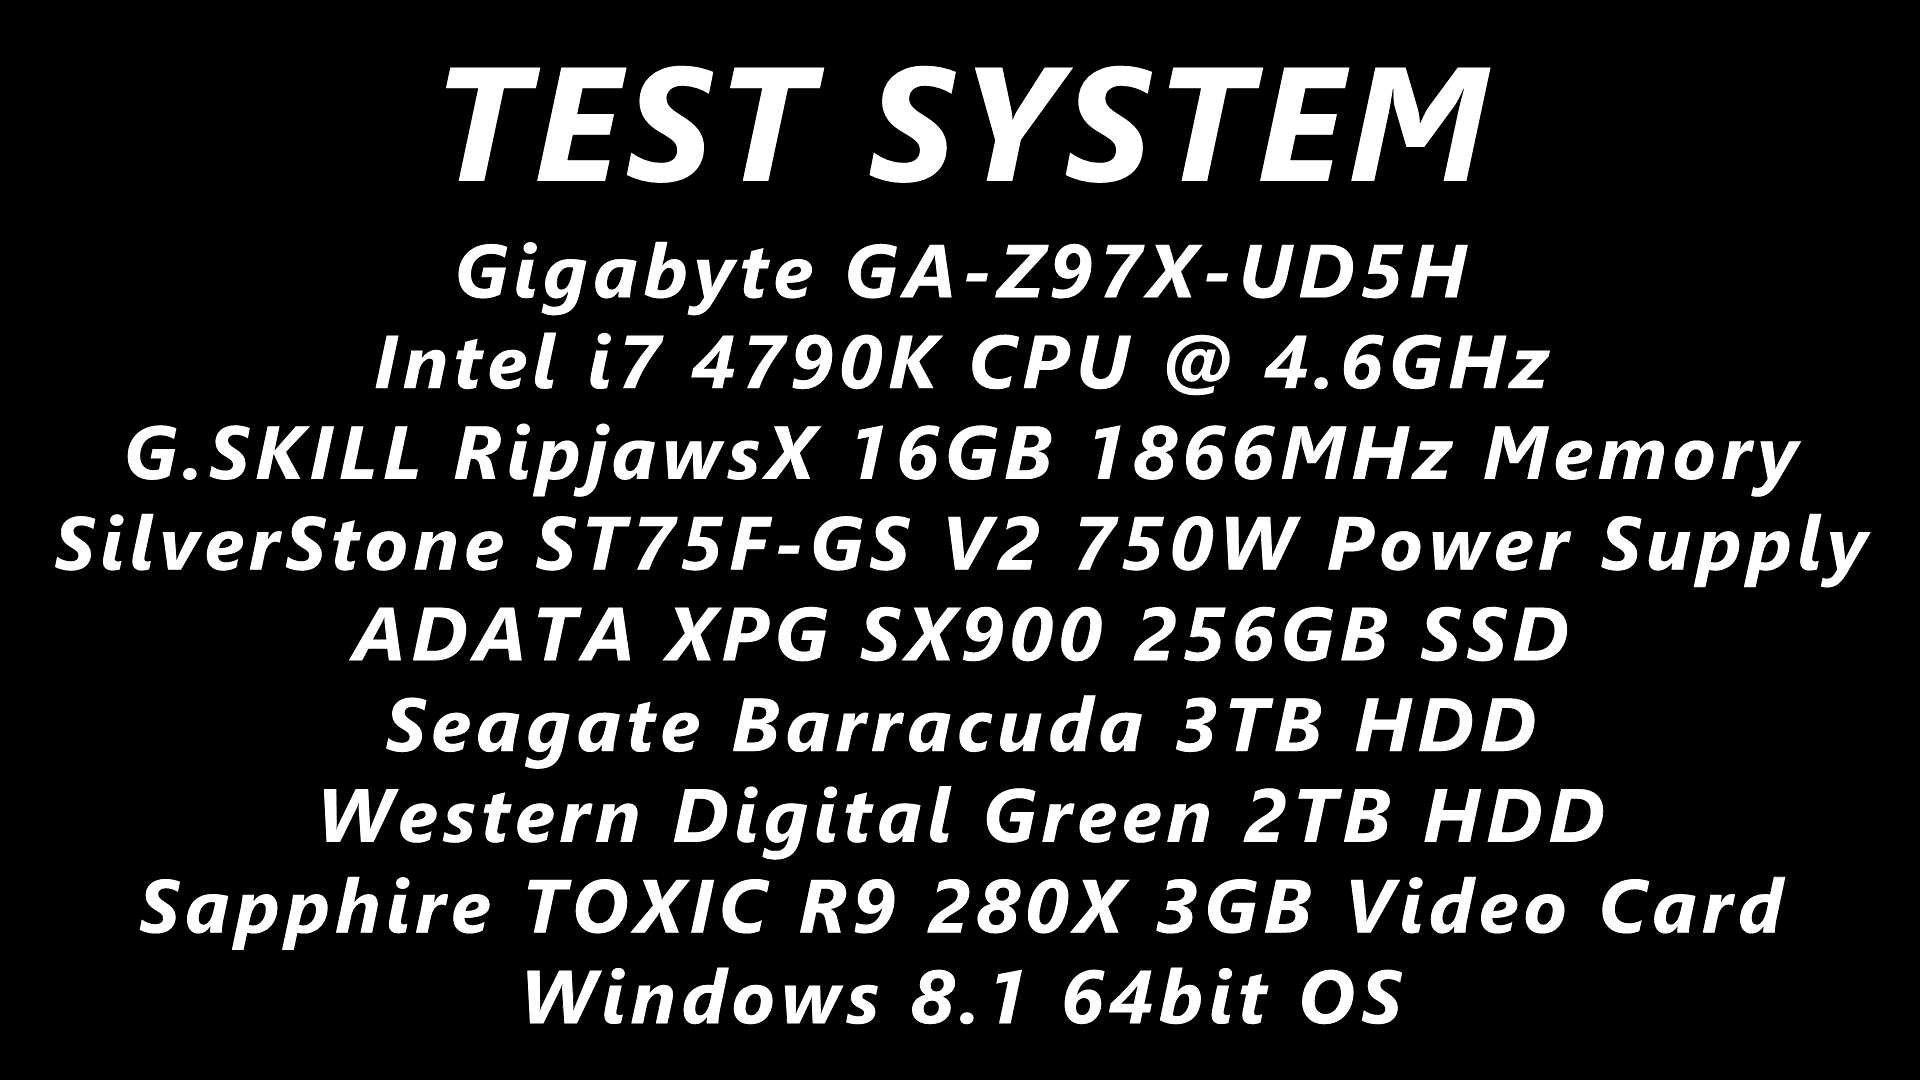 TEST SYSTEM
Gigabyte GA-Z97X-UD5H
Intel i7 4790K CPU @ 4.6GHz
G.SKILL RipjawsX 16GB 1866MHz Memory
SilverStone ST75F-GS V2 750W Power Supply
ADATA XPG SX900 256GB SSD
Seagate Barracuda 3TB HDD
Western Digital Green 2TB HDD
Sapphire TOXIC R9 280X 3GB Video Card
Windows 8.1 64bit OS